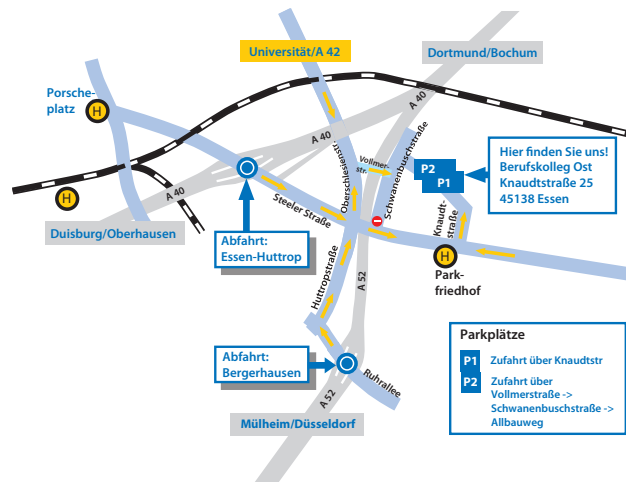 Universität/A 42
Dortmund/Bochum
Porsche-
platz
H
H
A 40
A 40
A 40
Duisburg/Oberhausen
Abfahrt:
Essen-Huttrop
Steeler Straße
Oberschlesienstr.
Vollmer-
str.
Schwanenbuschstraße
P2
P1
Hier finden Sie uns!
Berufskolleg Ost
Knaudtstraße 25
45138 Essen
Knaudt-
straße
H
Park-
friedhof
Huttropstraße
A 52
Abfahrt:
Bergerhausen
Ruhrallee
A 52
Mülheim/Düsseldorf
Parkplätze
P1 Zufahrt über Knaudtstr
P2 Zufahrt über
Vollmerstraße ->
Schwanenbuschstraße ->
Allbauweg